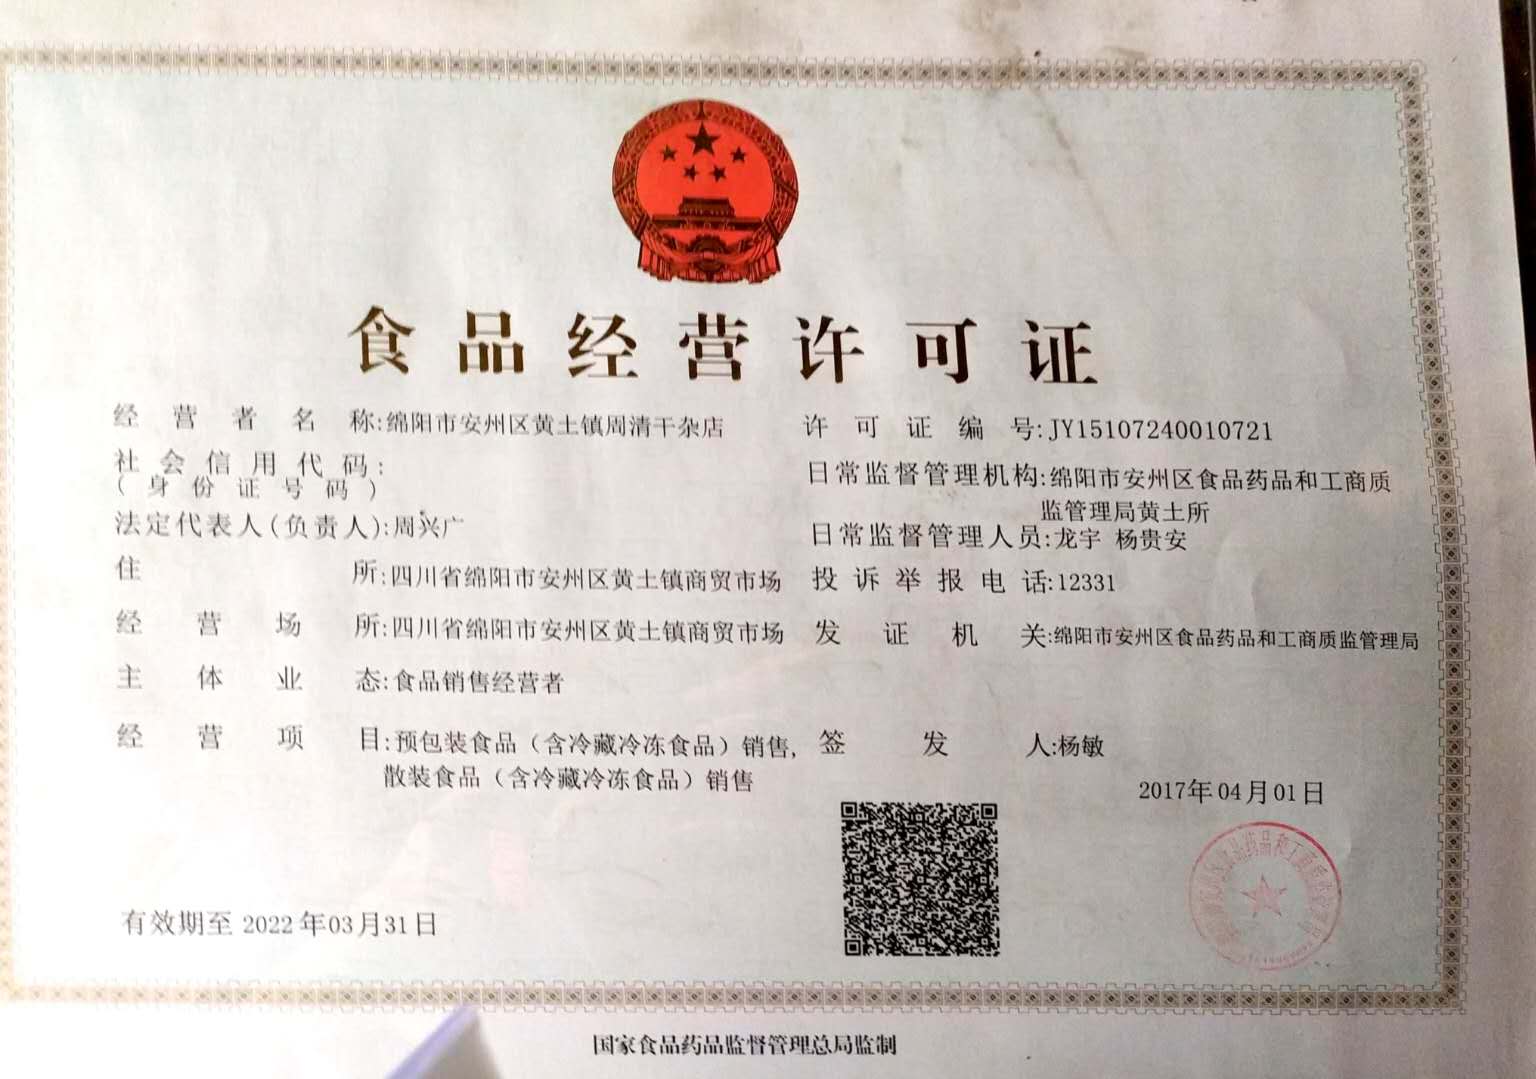 食品经营许可证
经营者名称:绵阳市安州区黄土镇周清干杂店
社会信用代码:
(身份证号码)
法定代表人(负责人):周兴广
住所:四川省绵阳市安州区黄土镇商贸市场
经营场所:四川省绵阳市安州区黄土镇商贸市场
主体业态:食品销售经营者
经营项目:预包装食品（含冷藏冷冻食品）销售,
散装食品（含冷藏冷冻食品）销售
有效期至 2022年03月31日
许可证编号:JY15107240010721
日常监督管理机构:绵阳市安州区食品药品和工商质
监管理局黄土所
日常监督管理人员:龙宇 杨贵安
投诉举报电话:12331
发证机关:绵阳市安州区食品药品和工商质监管理局
签发人:杨敏
2017年04月01日
国家食品药品监督管理总局监制